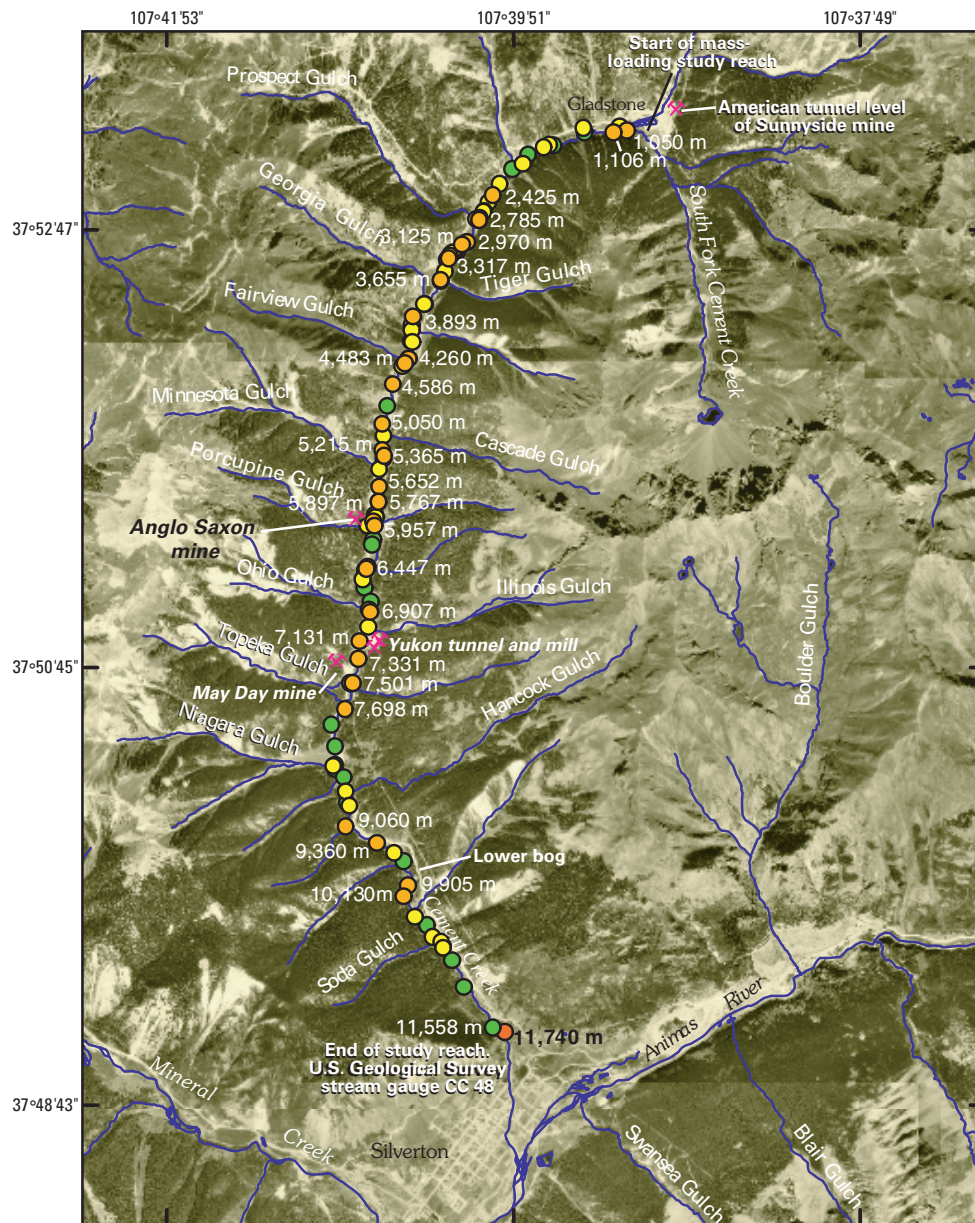 107°41'53"
107°39'51"
107°37'49"
Start of mass-
loading study reach
Prospect Gulch
Gladstone
American tunnel level
of Sunnyside mine
1,050 m
1,106 m
2,425 m
Georgia Gulch
2,785 m
37°52'47"
3,125 m
2,970 m
3,317 m
3,655 m
Tiger Gulch
South Fork Cement Creek
Fairview Gulch
3,893 m
4,483 m
4,260 m
4,586 m
Minnesota Gulch
5,050 m
5,215 m
5,365 m
Cascade Gulch
Porcupine Gulch
5,652 m
5,897 m
5,767 m
Anglo Saxon
mine
5,957 m
Ohio Gulch
6,447 m
Illinois Gulch
6,907 m
Boulder Gulch
Topeka Gulch
7,131 m
Yukon tunnel and mill
37°50'45"
7,331 m
May Day mine
7,501 m
Hancock Gulch
7,698 m
Niagara Gulch
9,060 m
9,360 m
Lower bog
9,905 m
10,130m
Cement Creek
Soda Gulch
Animas River
11,558 m
11,740 m
End of study reach.
U.S. Geological Survey
stream gauge CC 48
Mineral Creek
37°48'43"
Silverton
Swansea Gulch
Blair Gulch